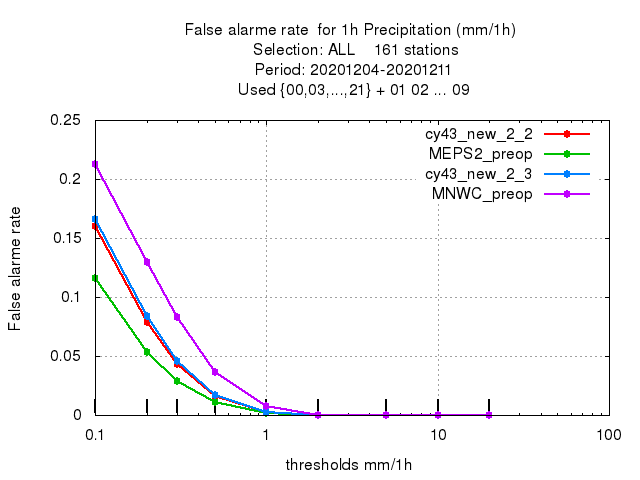 False alarme rate  for 1h Precipitation (mm/1h)
Selection: ALL    161 stations
Period: 20201204-20201211
Used {00,03,...,21} + 01 02 ... 09
0.25
0.2
0.15
0.1
0.05
0
False alarme rate
cy43_new_2_2
MEPS2_preop
cy43_new_2_3
MNWC_preop
0.1 1 10 100
thresholds mm/1h